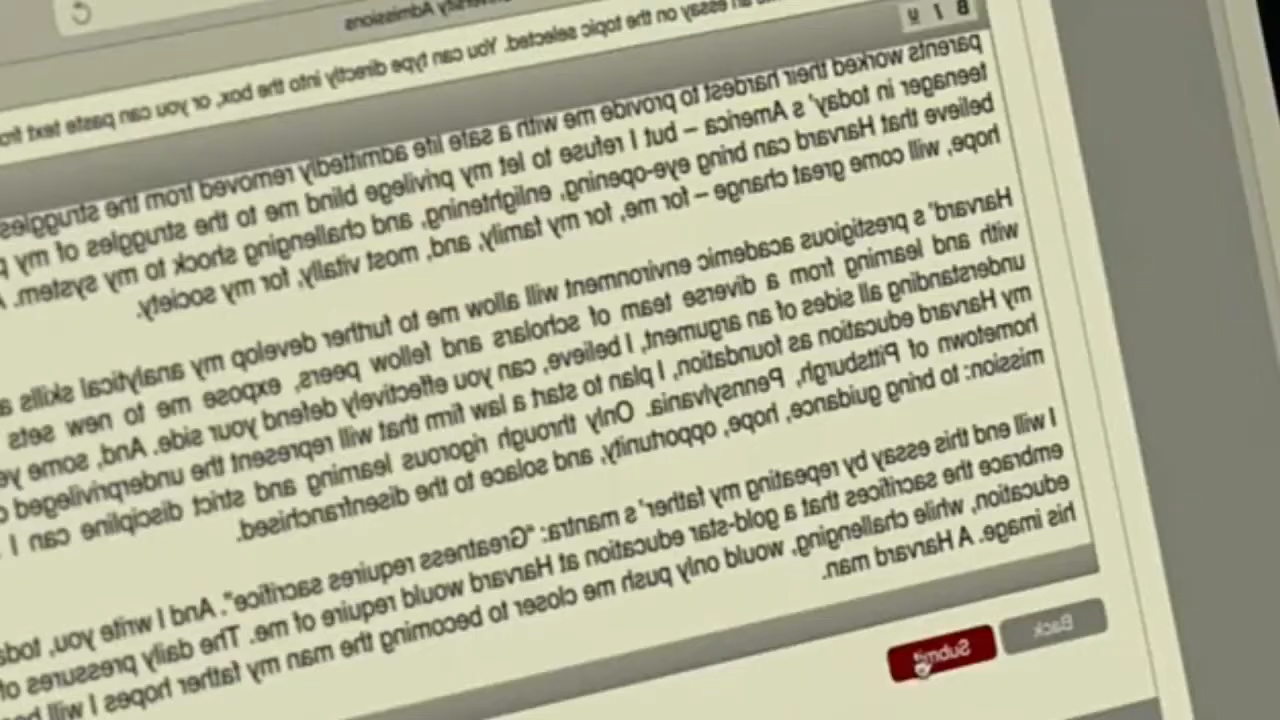 University Admissions
an essay on the topic selected. You can type directly into the box, or you can paste text from
B I U
parents worked their hardest to provide me with a safe life admittedly removed from the struggles
teenager in today's America – but I refuse to let my privilege blind me to the struggles of my
believe that Harvard can bring eye-opening, enlightening, and challenging shock to my system.
hope, will come great change – for me, for my family, and, most vitally, for my society.
Harvard's prestigious academic environment will allow me to further develop my analytical skills
with and learning from a diverse team of scholars and fellow peers, expose me to new sets
understanding all sides of an argument, I believe, can you effectively defend your side. And, some
my Harvard education as foundation, I plan to start a law firm that will represent the underprivileged
hometown of Pittsburgh, Pennsylvania. Only through rigorous learning and strict discipline can I
mission: to bring guidance, hope, opportunity, and solace to the disenfranchised.
I will end this essay by repeating my father's mantra: "Greatness requires sacrifice". And I write you, today
embrace the sacrifices that a gold-star education at Harvard would require of me. The daily pressures of
education, while challenging, would only push me closer to becoming the man my father hopes I will
his image. A Harvard man.
Back
Submit